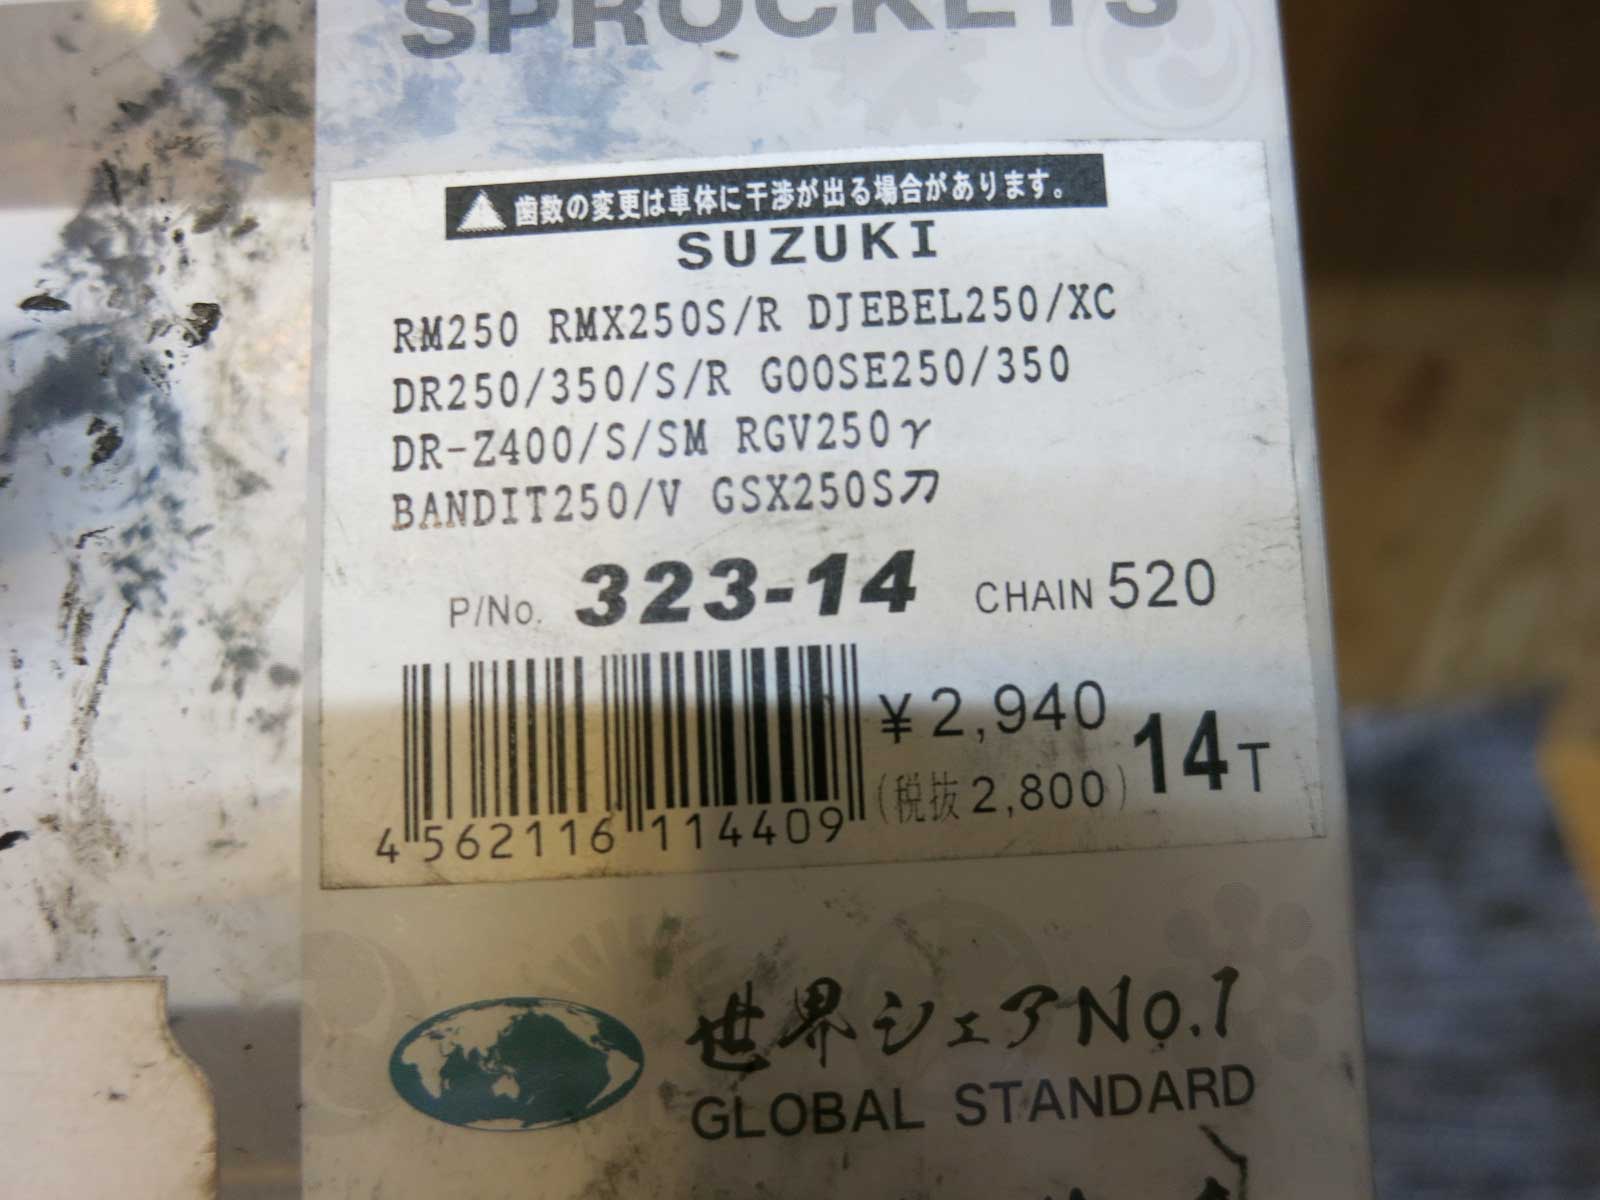 SPROCKETS
歯数の変更は車体に干渉が出る場合があります。
SUZUKI
RM250 RMX250S/R DJEBEL250/XC
DR250/350/S/R GOOSE250/350
DR-Z400/S/SM RGV250γ
BANDIT250/V GSX250S刀
P/No. 323-14 CHAIN 520
¥2,940
(税抜2,800) 14T
4 562116 114409
世界シェアNo.1
GLOBAL STANDARD